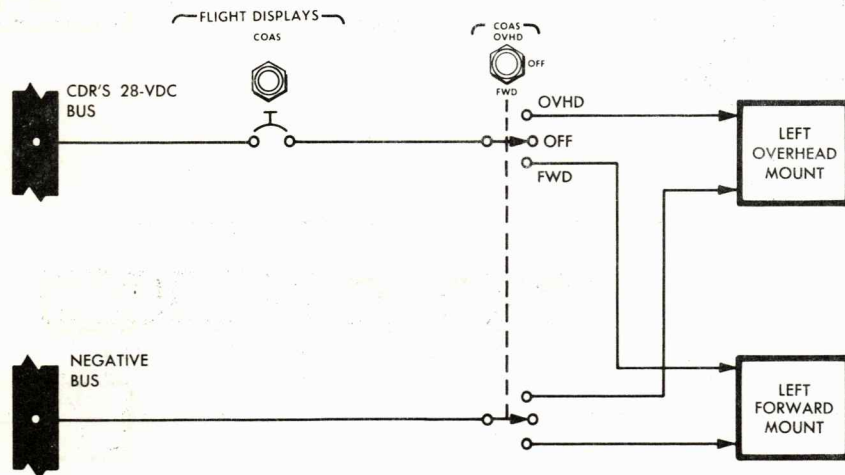 FLIGHT DISPLAYS
COAS
COAS
OVHD
OFF
FWD
CDR'S 28-VDC
BUS
OVHD
OFF
FWD
LEFT
OVERHEAD
MOUNT
NEGATIVE
BUS
LEFT
FORWARD
MOUNT